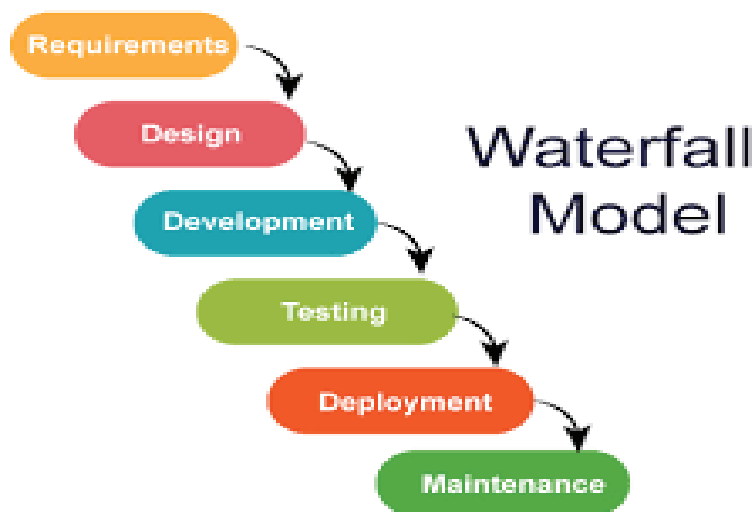 Requirements
Design
Waterfall
Model
Development
Testing
Deployment
Maintenance